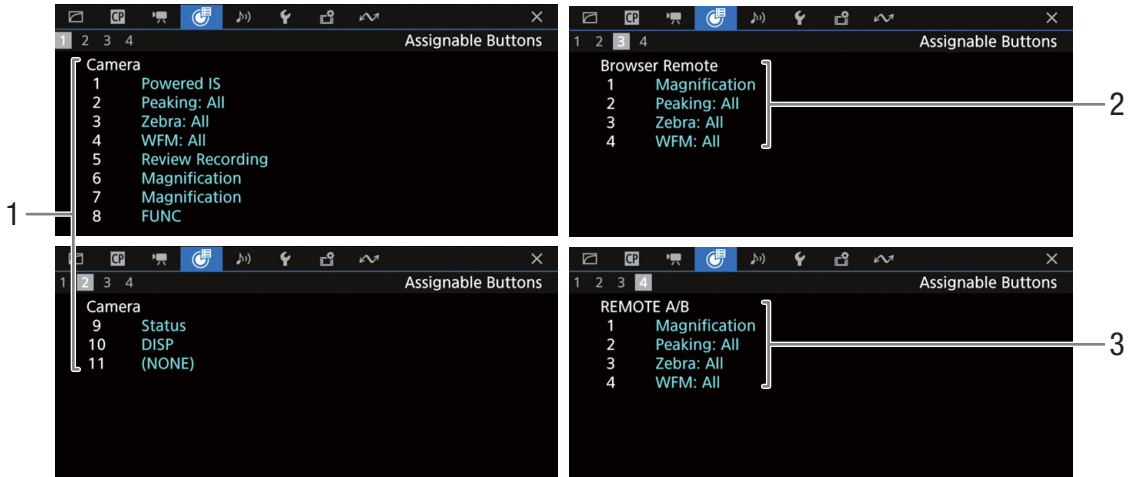 CP
1 2 3 4 Assignable Buttons
Camera
1 Powered IS
2 Peaking: All
3 Zebra: All
4 WFM: All
5 Review Recording
6 Magnification
7 Magnification
8 FUNC
1
CP
1 2 3 4 Assignable Buttons
Camera
9 Status
10 DISP
11 (NONE)
CP
1 2 3 4 Assignable Buttons
Browser Remote
1 Magnification
2 Peaking: All
3 Zebra: All
4 WFM: All
2
CP
1 2 3 4 Assignable Buttons
REMOTE A/B
1 Magnification
2 Peaking: All
3 Zebra: All
4 WFM: All
3